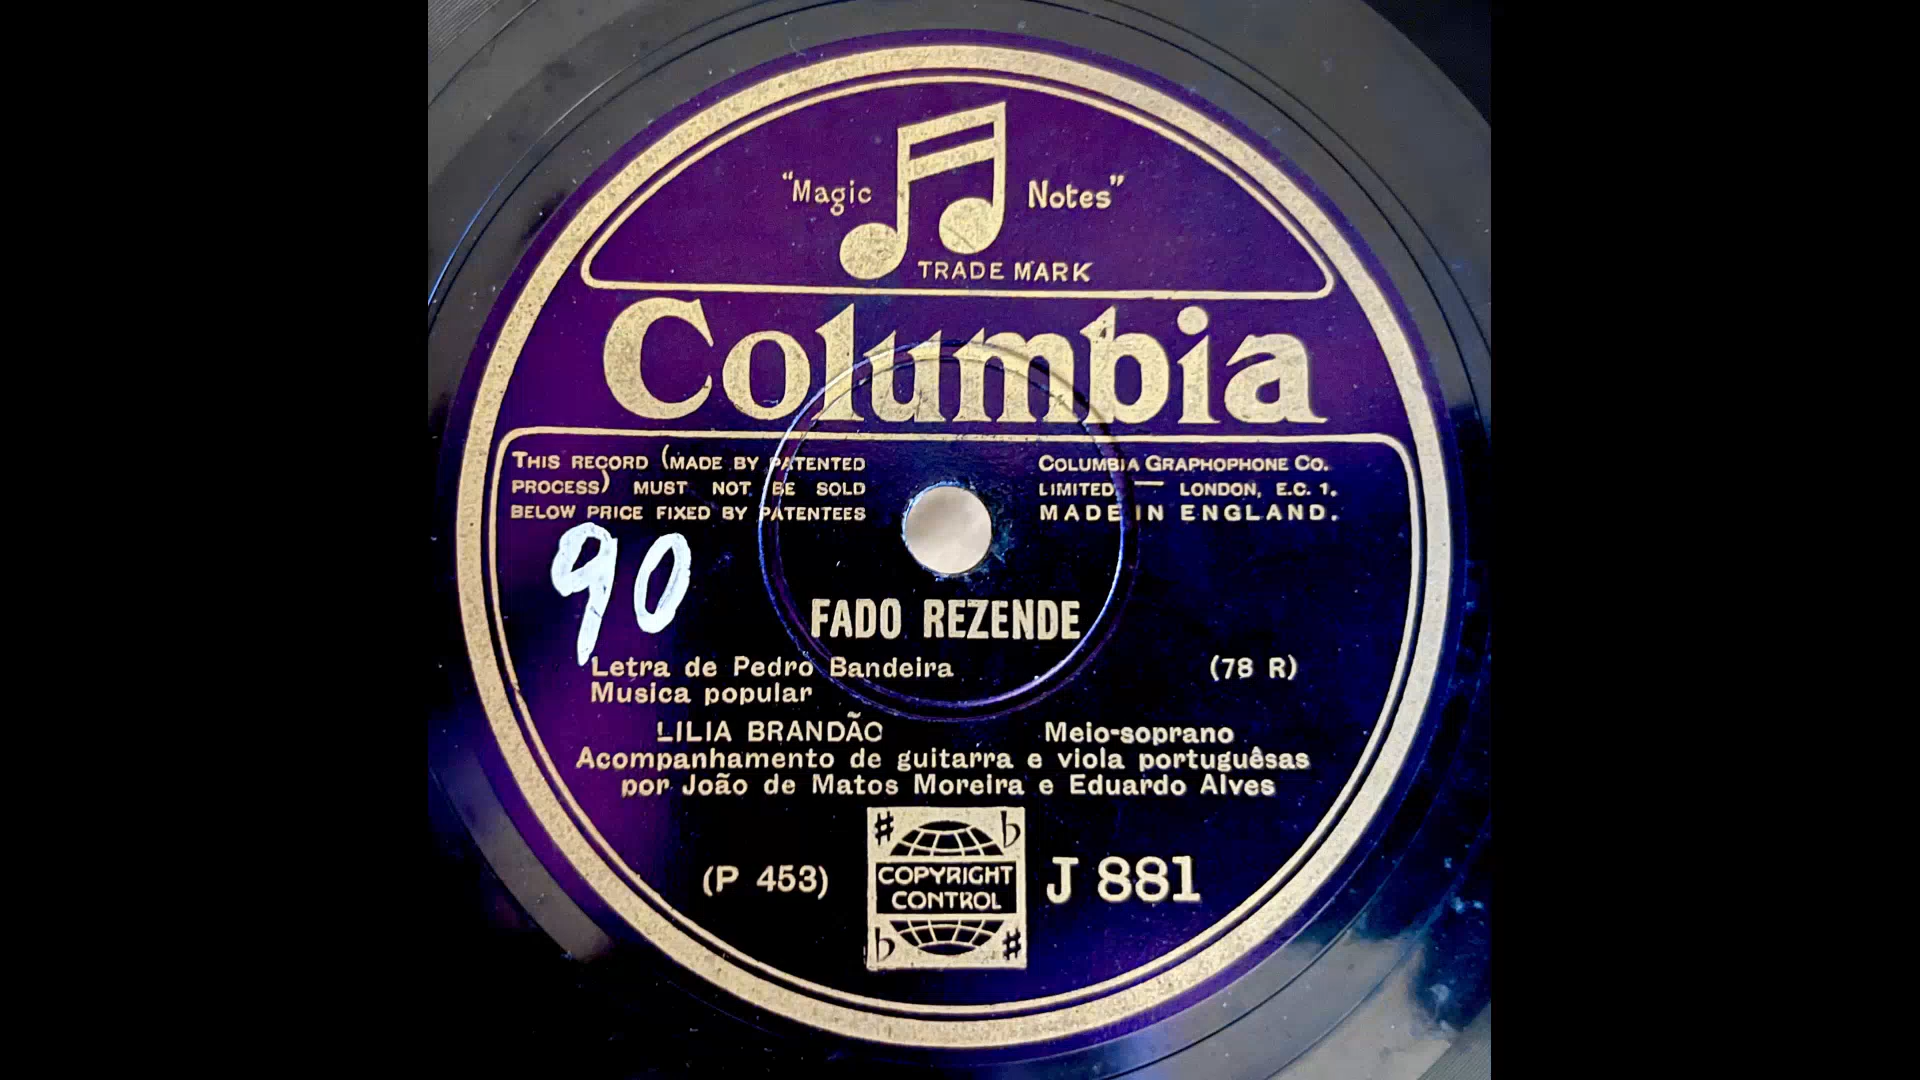 "Magic Notes"
TRADE MARK
Columbia
THIS RECORD (MADE BY PATENTED
PROCESS) MUST NOT BE SOLD
BELOW PRICE FIXED BY PATENTEES
COLUMBIA GRAPHOPHONE CO.
LIMITED, — LONDON, E.C. 1.
MADE IN ENGLAND.
90
FADO REZENDE
Letra de Pedro Bandeira (78 R)
Musica popular
LILIA BRANDÃO Meio-soprano
Acompanhamento de guitarra e viola portuguêsas
por João de Matos Moreira e Eduardo Alves
(P 453)
COPYRIGHT
CONTROL
J 881